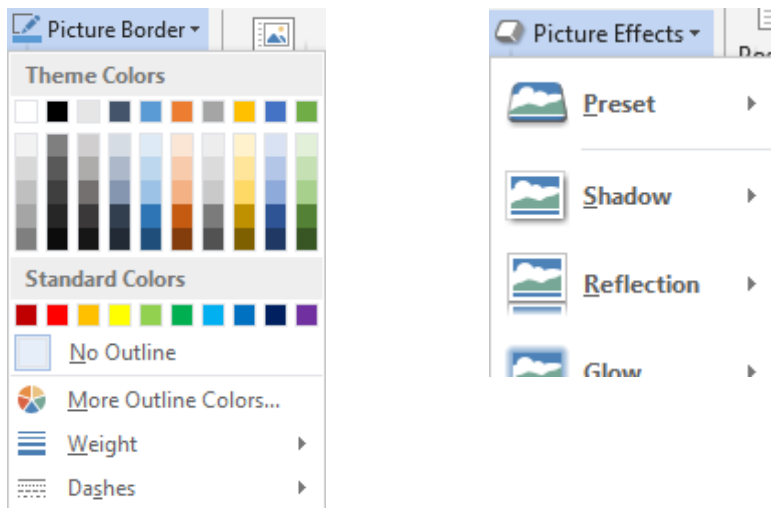 Picture Border
Theme Colors
Standard Colors
No Outline
More Outline Colors...
Weight
Dashes
Picture Effects
Preset
Shadow
Reflection
Glow